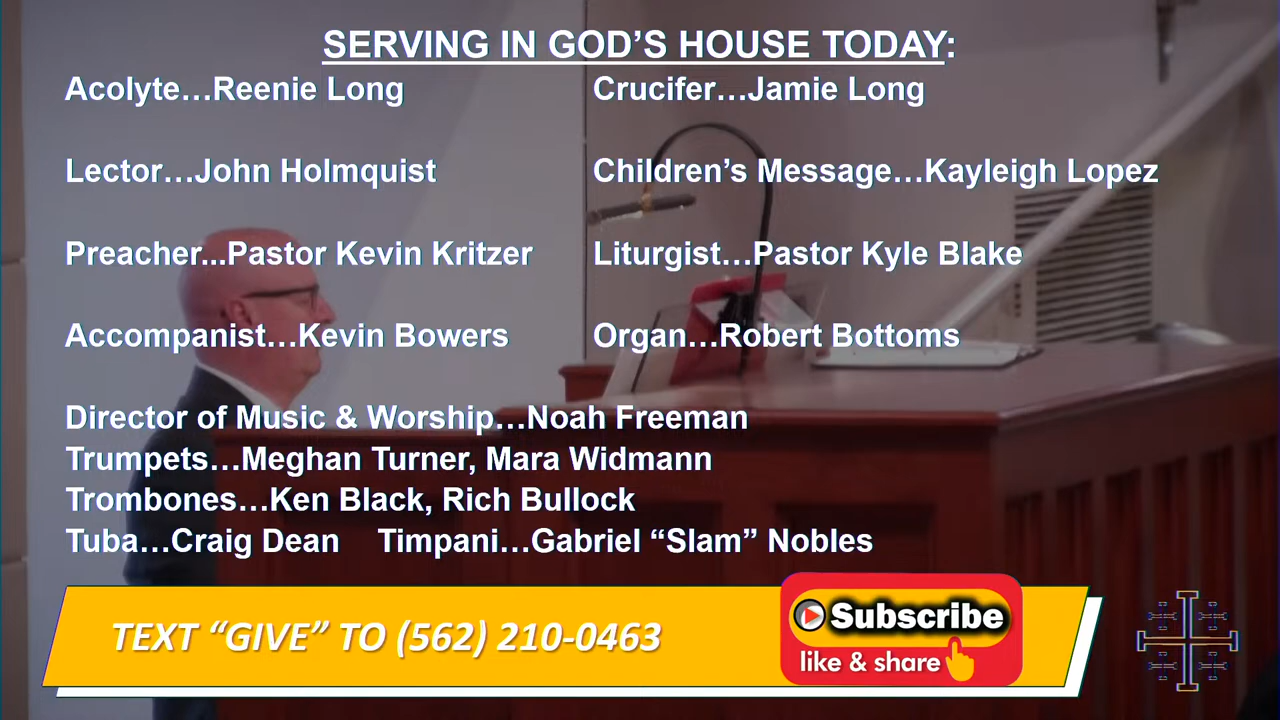 SERVING IN GOD’S HOUSE TODAY:
Acolyte…Reenie Long
Crucifer…Jamie Long
Lector…John Holmquist
Children’s Message…Kayleigh Lopez
Preacher...Pastor Kevin Kritzer
Liturgist…Pastor Kyle Blake
Accompanist…Kevin Bowers
Organ…Robert Bottoms
Director of Music & Worship…Noah Freeman
Trumpets…Meghan Turner, Mara Widmann
Trombones…Ken Black, Rich Bullock
Tuba…Craig Dean Timpani…Gabriel “Slam” Nobles
TEXT “GIVE” TO (562) 210-0463
Subscribe
like & share